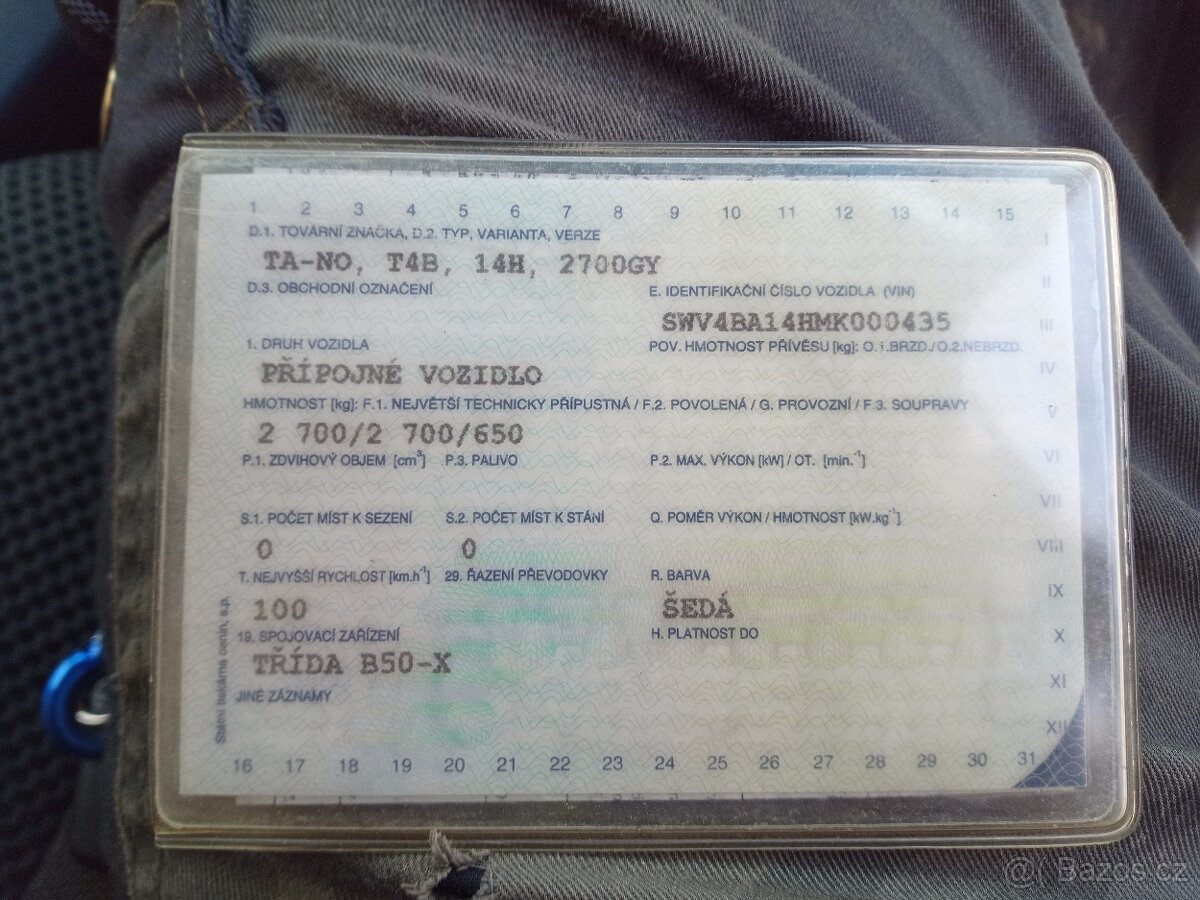 1 2 3 4 5 6 7 8 9 10 11 12 13 14 15
D.1. TOVÁRNÍ ZNAČKA, D.2. TYP, VARIANTA, VERZE
I
TA-NO, T4B, 14H, 2700GY
II
D.3. OBCHODNÍ OZNAČENÍ E. IDENTIFIKAČNÍ ČÍSLO VOZIDLA (VIN)
SWV4BA14HMK000435
III
1. DRUH VOZIDLA POV. HMOTNOST PŘÍVĚSU [kg]: O.1.BRZD./O.2.NEBRZD.
PŘÍPOJNÉ VOZIDLO
IV
HMOTNOST [kg]: F.1. NEJVĚTŠÍ TECHNICKY PŘÍPUSTNÁ / F.2. POVOLENÁ / G. PROVOZNÍ / F.3. SOUPRAVY
V
2 700/2 700/650
P.1. ZDVIHOVÝ OBJEM [cm³] P.3. PALIVO P.2. MAX. VÝKON [kW] / OT. [min.⁻¹]
VI
VII
S.1. POČET MÍST K SEZENÍ S.2. POČET MÍST K STÁNÍ Q. POMĚR VÝKON / HMOTNOST [kW.kg⁻¹]
0 0
VIII
T. NEJVYŠŠÍ RYCHLOST [km.h⁻¹] 29. ŘAZENÍ PŘEVODOVKY R. BARVA
IX
100 ŠEDÁ
19. SPOJOVACÍ ZAŘÍZENÍ H. PLATNOST DO
X
TŘÍDA B50-X
XI
JINÉ ZÁZNAMY
XII
Státní tiskárna cenin, s.p.
16 17 18 19 20 21 22 23 24 25 26 27 28 29 30 31
@( Bazos.cz